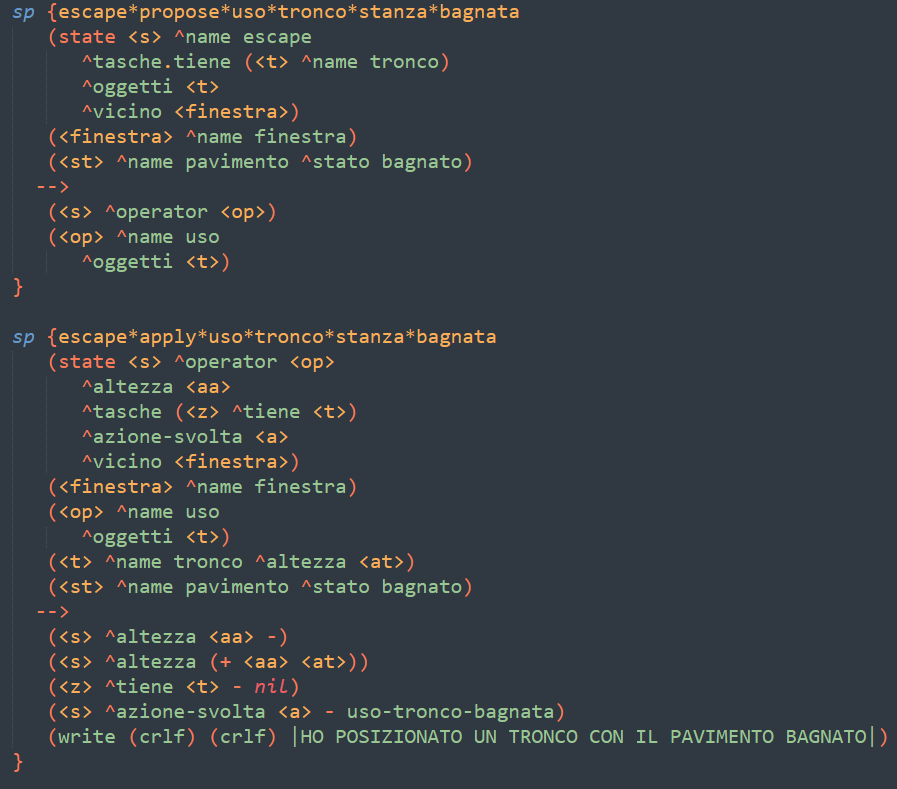 sp {escape*propose*uso*tronco*stanza*bagnata
   (state <s> ^name escape
      ^tasche.tiene (<t> ^name tronco)
      ^oggetti <t>
      ^vicino <finestra>)
   (<finestra> ^name finestra)
   (<st> ^name pavimento ^stato bagnato)
  -->
   (<s> ^operator <op>)
   (<op> ^name uso
      ^oggetti <t>)
}

sp {escape*apply*uso*tronco*stanza*bagnata
   (state <s> ^operator <op>
      ^altezza <aa>
      ^tasche (<z> ^tiene <t>)
      ^azione-svolta <a>
      ^vicino <finestra>)
   (<finestra> ^name finestra)
   (<op> ^name uso
      ^oggetti <t>)
   (<t> ^name tronco ^altezza <at>)
   (<st> ^name pavimento ^stato bagnato)
  -->
   (<s> ^altezza <aa> -)
   (<s> ^altezza (+ <aa> <at>))
   (<z> ^tiene <t> - nil)
   (<s> ^azione-svolta <a> - uso-tronco-bagnata)
   (write (crlf) (crlf) |HO POSIZIONATO UN TRONCO CON IL PAVIMENTO BAGNATO|)
}